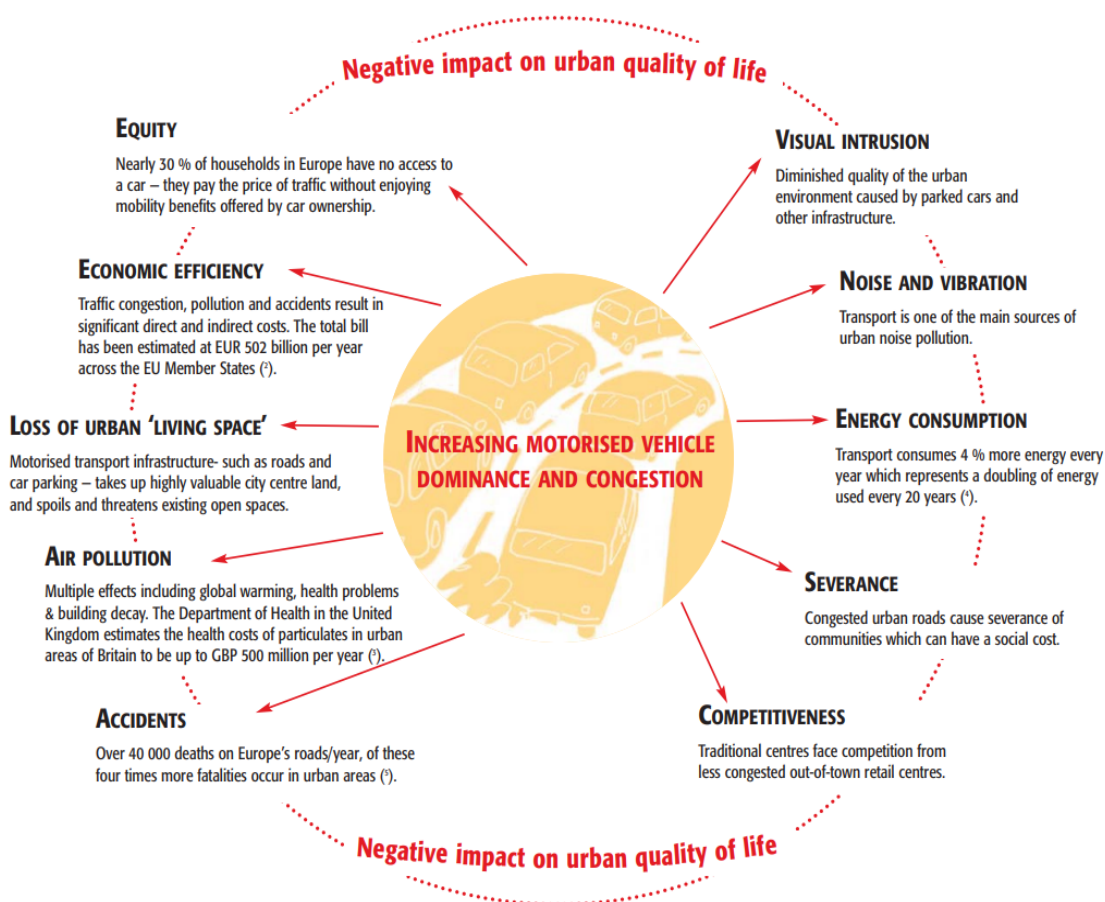 Negative impact on urban quality of life
EQUITY
Nearly 30 % of households in Europe have no access to
a car – they pay the price of traffic without enjoying
mobility benefits offered by car ownership.
ECONOMIC EFFICIENCY
Traffic congestion, pollution and accidents result in
significant direct and indirect costs. The total bill
has been estimated at EUR 502 billion per year
across the EU Member States (²).
LOSS OF URBAN ‘LIVING SPACE’
Motorised transport infrastructure- such as roads and
car parking – takes up highly valuable city centre land,
and spoils and threatens existing open spaces.
AIR POLLUTION
Multiple effects including global warming, health problems
& building decay. The Department of Health in the United
Kingdom estimates the health costs of particulates in urban
areas of Britain to be up to GBP 500 million per year (³).
ACCIDENTS
Over 40 000 deaths on Europe’s roads/year, of these
four times more fatalities occur in urban areas (⁵).
INCREASING MOTORISED VEHICLE
DOMINANCE AND CONGESTION
VISUAL INTRUSION
Diminished quality of the urban
environment caused by parked cars and
other infrastructure.
NOISE AND VIBRATION
Transport is one of the main sources of
urban noise pollution.
ENERGY CONSUMPTION
Transport consumes 4 % more energy every
year which represents a doubling of energy
used every 20 years (⁴).
SEVERANCE
Congested urban roads cause severance of
communities which can have a social cost.
COMPETITIVENESS
Traditional centres face competition from
less congested out-of-town retail centres.
Negative impact on urban quality of life